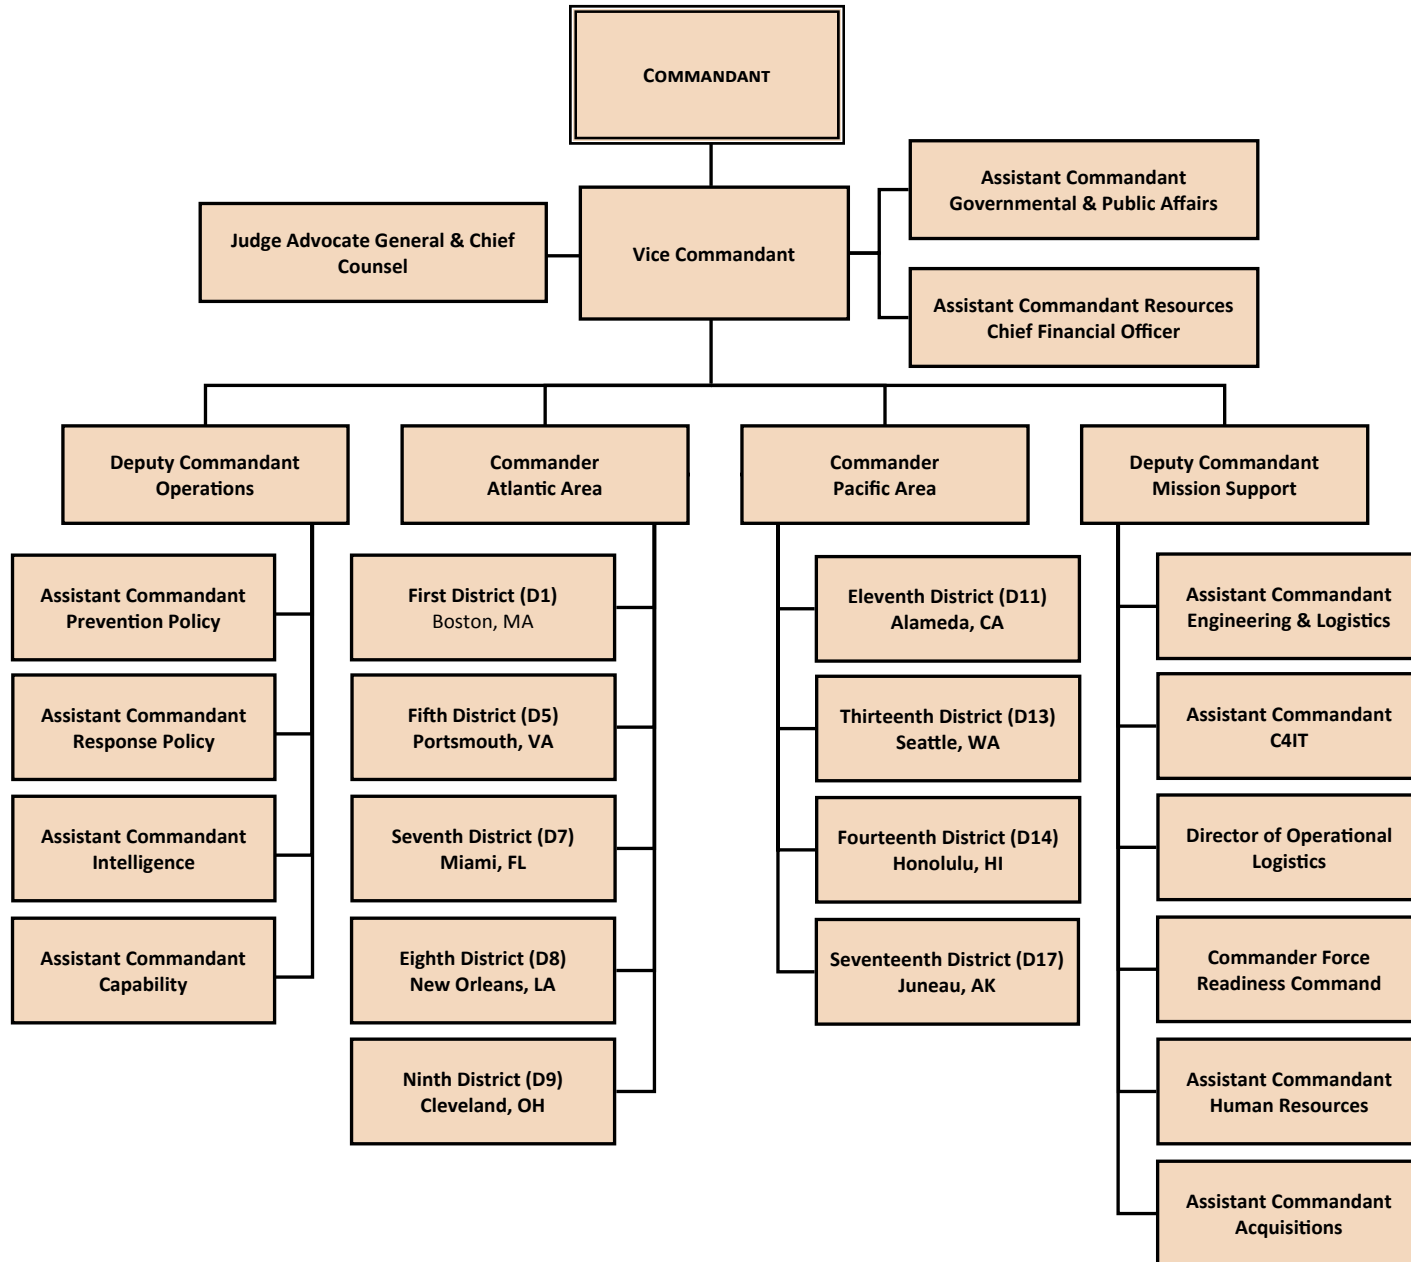 COMMANDANT
Assistant Commandant
Governmental & Public Affairs
Judge Advocate General & Chief
Counsel
Vice Commandant
Assistant Commandant Resources
Chief Financial Officer
Deputy Commandant
Operations
Commander
Atlantic Area
Commander
Pacific Area
Deputy Commandant
Mission Support
Assistant Commandant
Prevention Policy
Assistant Commandant
Response Policy
Assistant Commandant
Intelligence
Assistant Commandant
Capability
First District (D1)
Boston, MA
Fifth District (D5)
Portsmouth, VA
Seventh District (D7)
Miami, FL
Eighth District (D8)
New Orleans, LA
Ninth District (D9)
Cleveland, OH
Eleventh District (D11)
Alameda, CA
Thirteenth District (D13)
Seattle, WA
Fourteenth District (D14)
Honolulu, HI
Seventeenth District (D17)
Juneau, AK
Assistant Commandant
Engineering & Logistics
Assistant Commandant
C4IT
Director of Operational
Logistics
Commander Force
Readiness Command
Assistant Commandant
Human Resources
Assistant Commandant
Acquisitions